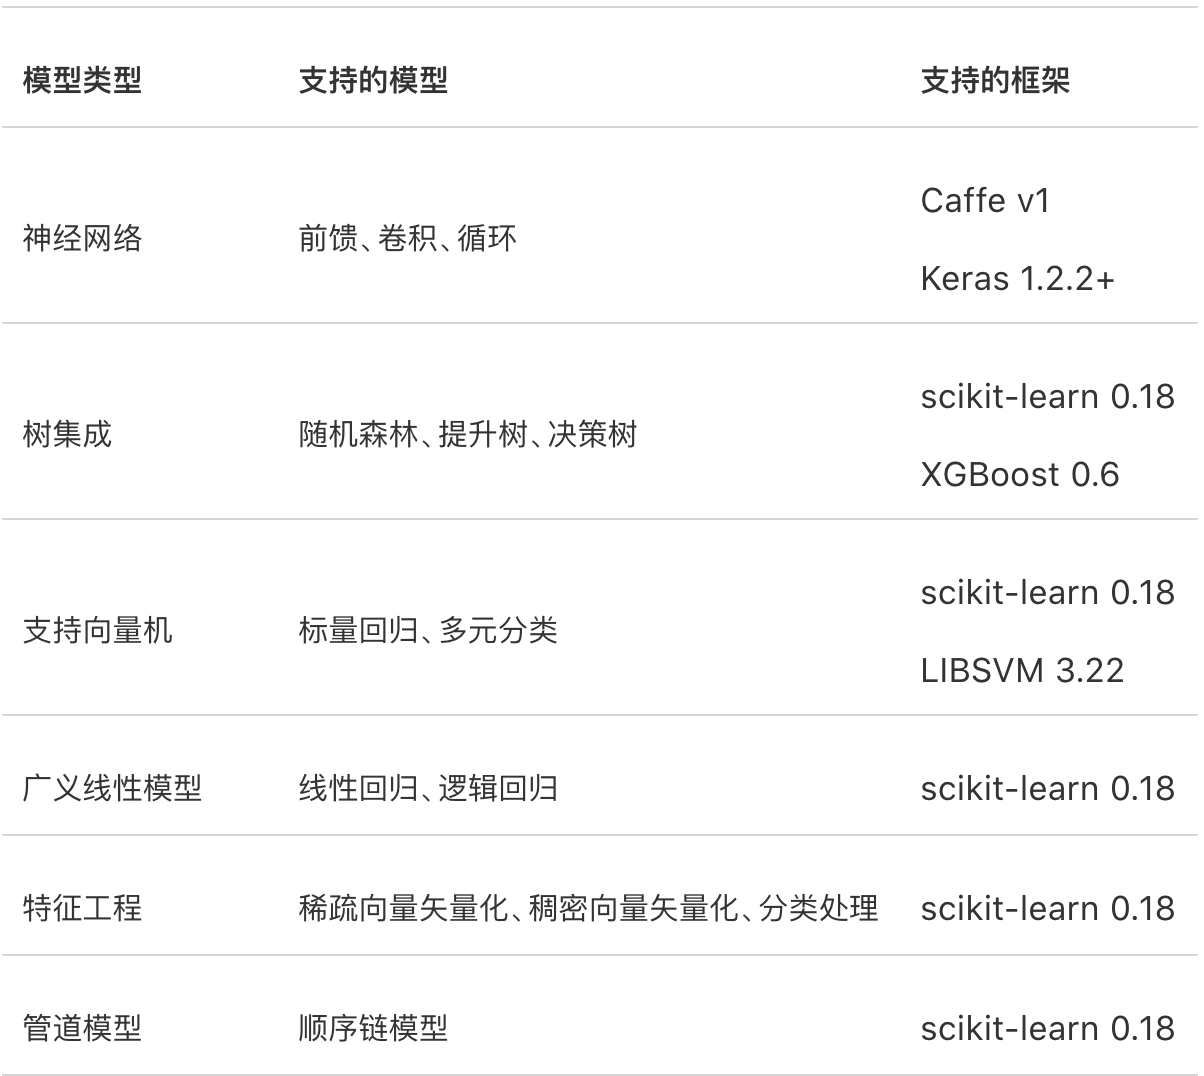 模型类型 支持的模型 支持的框架
神经网络 前馈、卷积、循环 Caffe v1
Keras 1.2.2+
树集成 随机森林、提升树、决策树 scikit-learn 0.18
XGBoost 0.6
支持向量机 标量回归、多元分类 scikit-learn 0.18
LIBSVM 3.22
广义线性模型 线性回归、逻辑回归 scikit-learn 0.18
特征工程 稀疏向量矢量化、稠密向量矢量化、分类处理 scikit-learn 0.18
管道模型 顺序链模型 scikit-learn 0.18